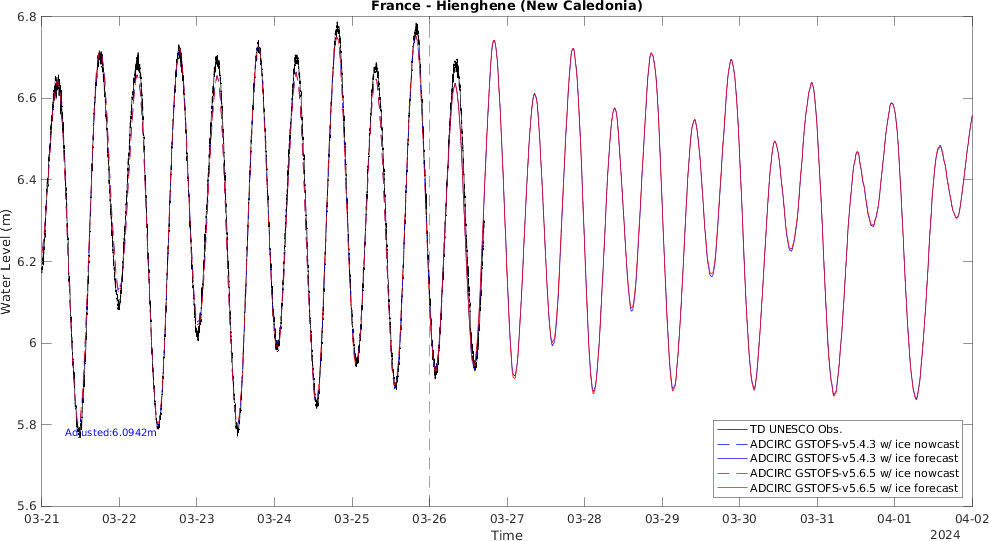 France - Hienghene (New Caledonia)
6.8
6.6
6.4
6.2
6
5.8
5.6
Water Level (m)
Adjusted:6.0942m
TD UNESCO Obs.
ADCIRC GSTOFS-v5.4.3 w/ ice nowcast
ADCIRC GSTOFS-v5.4.3 w/ ice forecast
ADCIRC GSTOFS-v5.6.5 w/ ice nowcast
ADCIRC GSTOFS-v5.6.5 w/ ice forecast
03-21 03-22 03-23 03-24 03-25 03-26 03-27 03-28 03-29 03-30 03-31 04-01 04-02
Time
2024